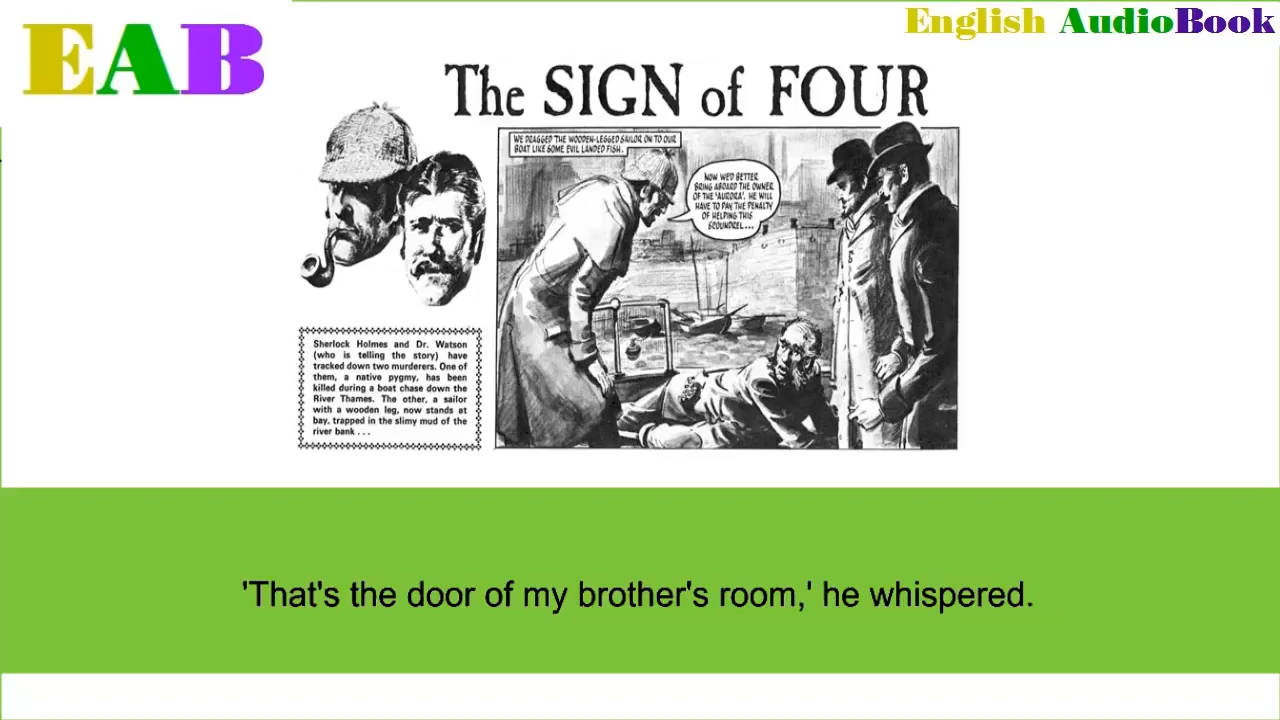 EAB
English AudioBook
The SIGN of FOUR
WE DRAGGED THE WOODEN-LEGGED SAILOR ON TO OUR
BOAT LIKE SOME EVIL LANDED FISH.
NOW WE'D BETTER
BRING ABOARD THE OWNER
OF THE 'AURORA'. HE WILL
HAVE TO PAY THE PENALTY
OF HELPING THIS
SCOUNDREL...
Sherlock Holmes and Dr. Watson
(who is telling the story) have
tracked down two murderers. One of
them, a native pygmy, has been
killed during a boat chase down the
River Thames. The other, a sailor
with a wooden leg, now stands at
bay, trapped in the slimy mud of the
river bank . . .
'That's the door of my brother's room,' he whispered.